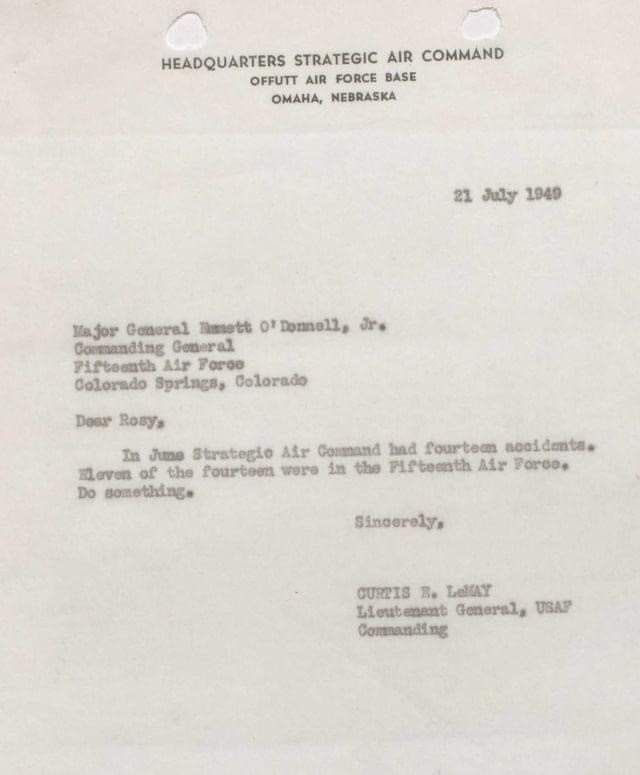 HEADQUARTERS STRATEGIC AIR COMMAND
OFFUTT AIR FORCE BASE
OMAHA, NEBRASKA
21 July 1949
Major General Emmett O'Donnell, Jr.
Commanding General
Fifteenth Air Force
Colorado Springs, Colorado
Dear Rosy,
In June Strategic Air Command had fourteen accidents.
Eleven of the fourteen were in the Fifteenth Air Force.
Do something.
Sincerely,
CURTIS E. LeMAY
Lieutenant General, USAF
Commanding